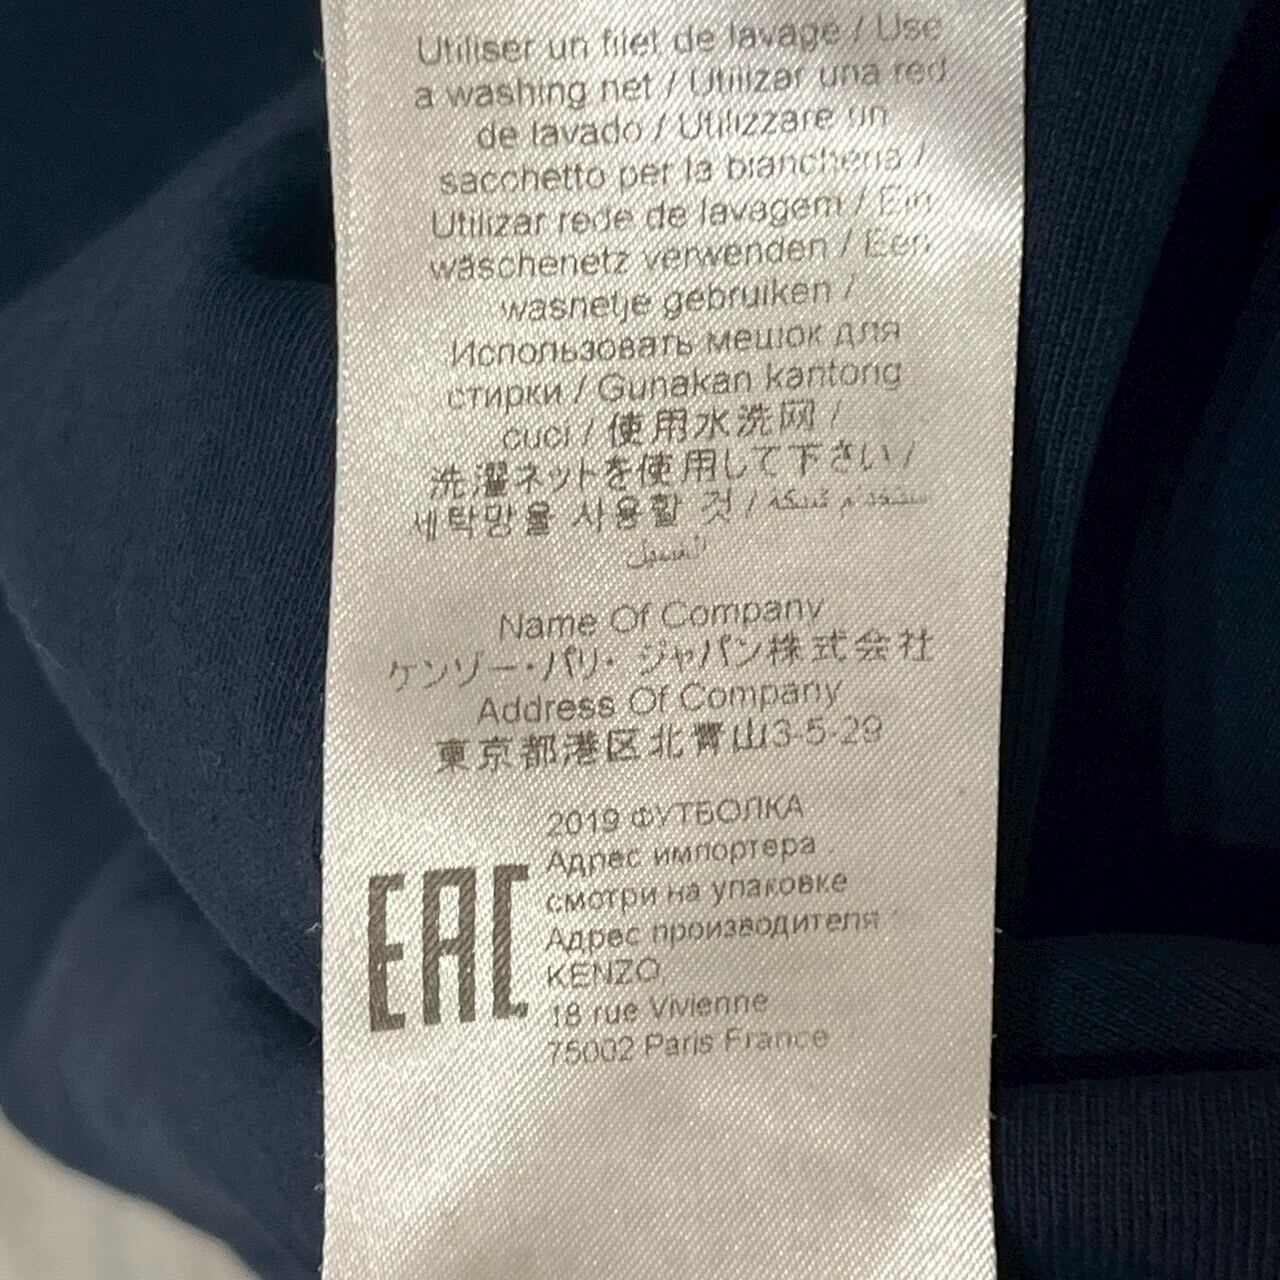 Utiliser un filet de lavage / Use
a washing net / Utilizar una red
de lavado / Utilizzare un
sacchetto per la biancheria /
Utilizar rede de lavagem / Ein
waschenetz verwenden / Een
wasnetje gebruiken /
Использовать мешок для
стирки / Gunakan kantong
cuci / 使用水洗网 /
洗濯ネットを使用して下さい /
세탁망을 사용할 것 /
الغسيل
Name Of Company
ケンゾー・パリ・ジャパン株式会社
Address Of Company
東京都港区北青山3-5-29
EAC
2019 ФУТБОЛКА
Адрес импортера
смотри на упаковке
Адрес производителя
KENZO,
18 rue Vivienne
75002 Paris France